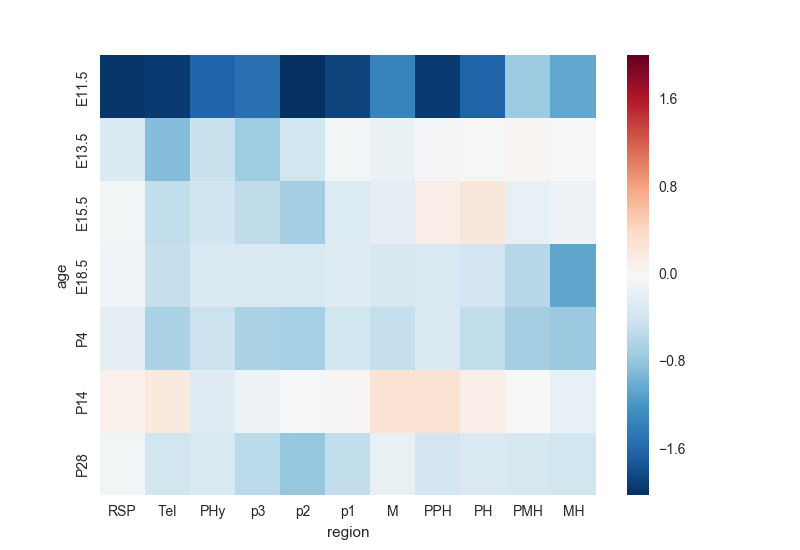 E11.5
E13.5
E15.5
E18.5
P4
P14
P28
age
RSP Tel PHy p3 p2 p1 M PPH PH PMH MH
region
1.6
0.8
0.0
−0.8
−1.6